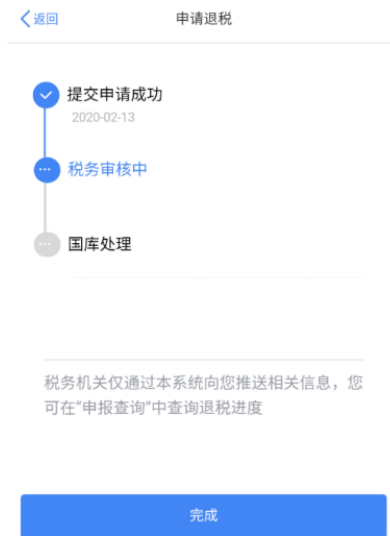 返回
申请退税
提交申请成功
2020-02-13
税务审核中
国库处理
税务机关仅通过本系统向您推送相关信息，您
可在“申报查询”中查询退税进度
完成